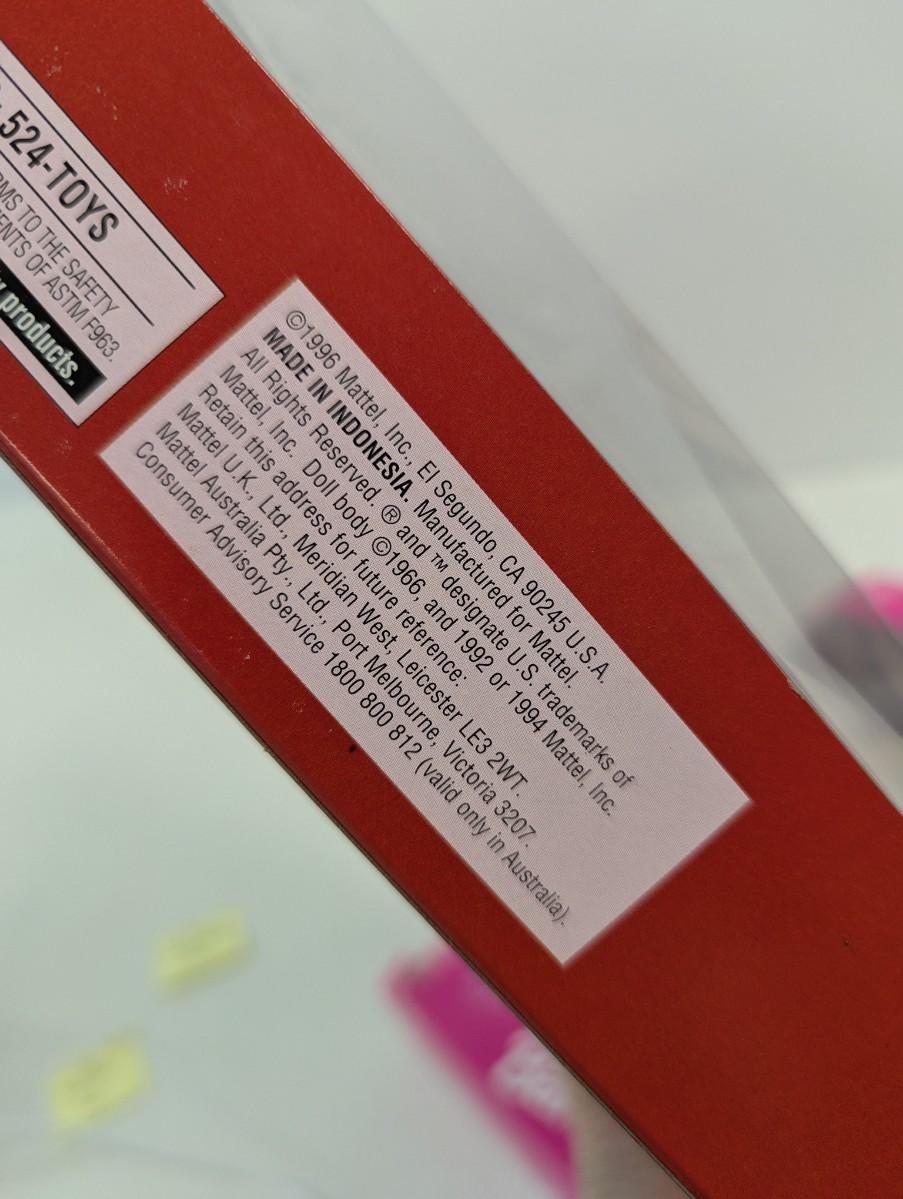 524-TOYS
TO THE SAFETY
OF ASTM F963.
products.
©1996 Mattel, Inc., El Segundo, CA 90245 U.S.A.
MADE IN INDONESIA. Manufactured for Mattel.
All Rights Reserved. ® and ™ designate U.S. trademarks of
Mattel, Inc. Doll body ©1966, and 1992 or 1994 Mattel, Inc.
Retain this address for future reference:
Mattel U.K., Ltd., Meridian West, Leicester LE3 2WT.
Mattel Australia Pty., Ltd., Port Melbourne, Victoria 3207.
Consumer Advisory Service 1800 800 812 (valid only in Australia).